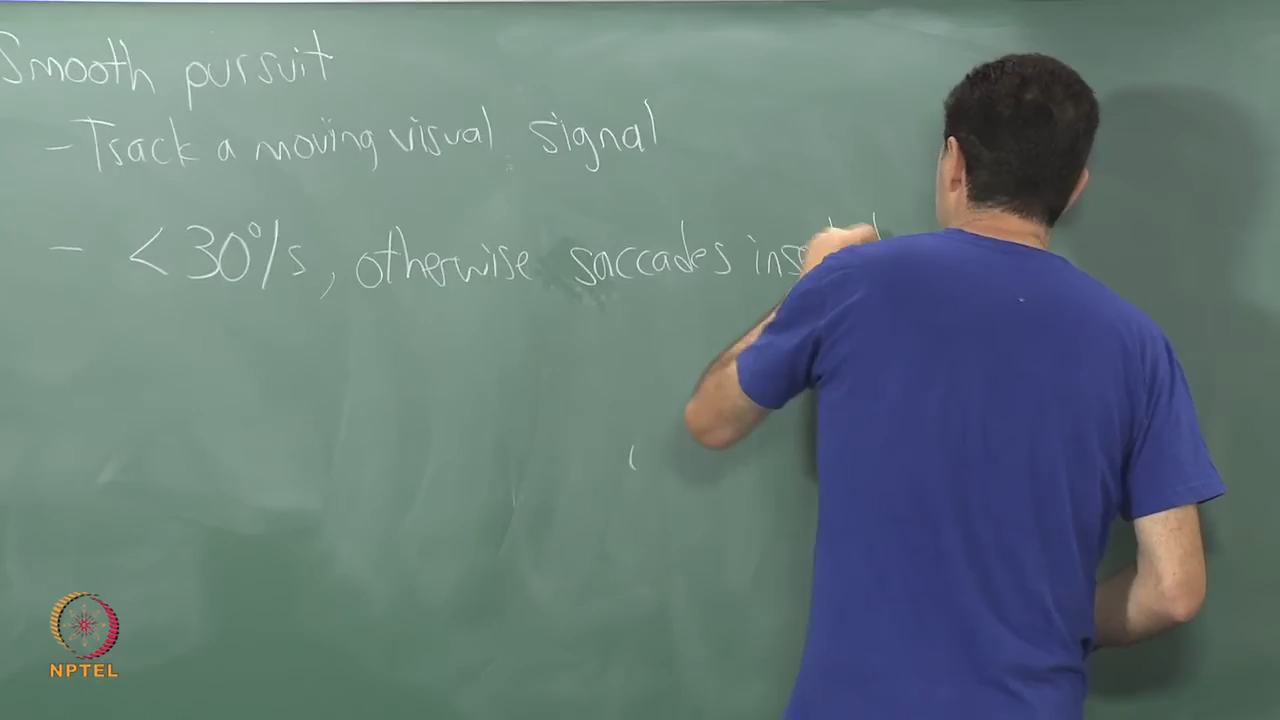 Smooth pursuit
- Track a moving visual signal
- < 30°/s, otherwise saccades
NPTEL